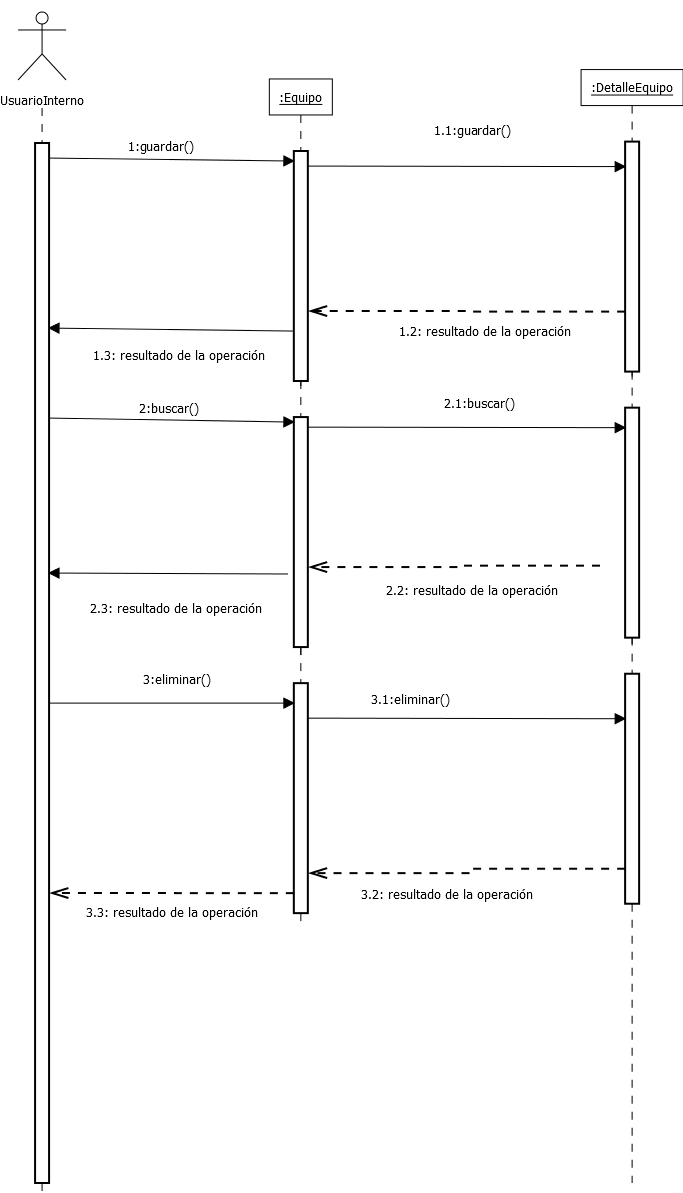 UsuarioInterno
:Equipo
:DetalleEquipo
1:guardar()
1.1:guardar()
1.2: resultado de la operación
1.3: resultado de la operación
2:buscar()
2.1:buscar()
2.2: resultado de la operación
2.3: resultado de la operación
3:eliminar()
3.1:eliminar()
3.2: resultado de la operación
3.3: resultado de la operación